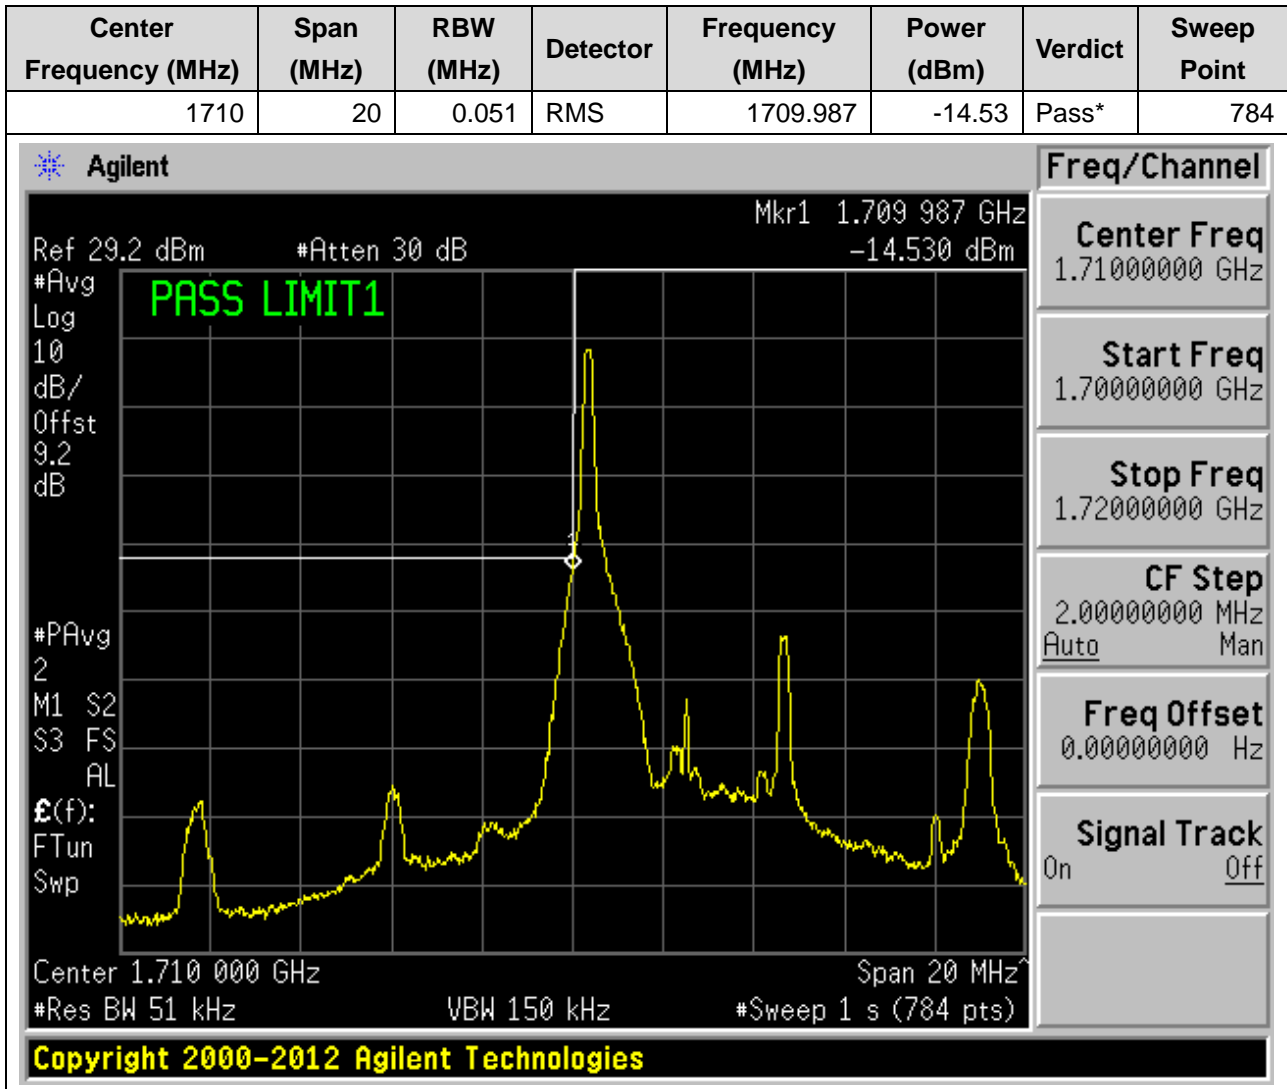 Center Frequency (MHz) Span (MHz) RBW (MHz) Detector Frequency (MHz) Power (dBm) Verdict Sweep Point
1710 20 0.051 RMS 1709.987 -14.53 Pass* 784
Agilent
Freq/Channel
Mkr1 1.709 987 GHz
Ref 29.2 dBm #Atten 30 dB -14.530 dBm
#Avg
Log
10
dB/
Offst
9.2
dB
PASS LIMIT1
1
#PAvg
2
M1 S2
S3 FS
AL
£(f):
FTun
Swp
Center 1.710 000 GHz Span 20 MHz^
#Res BW 51 kHz VBW 150 kHz #Sweep 1 s (784 pts)
Center Freq
1.71000000 GHz
Start Freq
1.70000000 GHz
Stop Freq
1.72000000 GHz
CF Step
2.00000000 MHz
Auto Man
Freq Offset
0.00000000 Hz
Signal Track
On Off
Copyright 2000-2012 Agilent Technologies